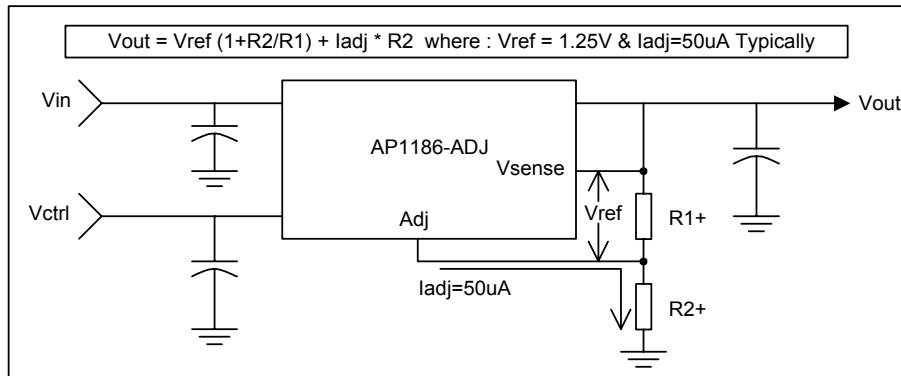 Vout = Vref (1+R2/R1) + Iadj * R2 where : Vref = 1.25V & Iadj=50uA Typically
Vin
Vout
AP1186-ADJ
Vsense
Vctrl
Adj
Vref
R1+
Iadj=50uA
R2+